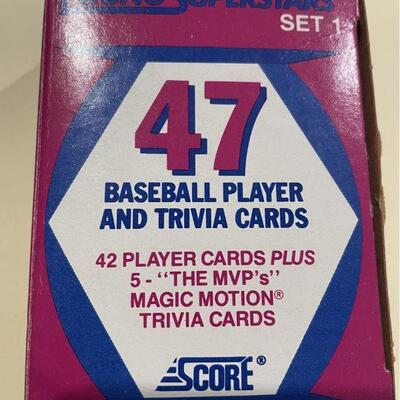 SUPERSTARS
SET 1
47
BASEBALL PLAYER
AND TRIVIA CARDS
42 PLAYER CARDS PLUS
5 - "THE MVP's"
MAGIC MOTION®
TRIVIA CARDS
SCORE®